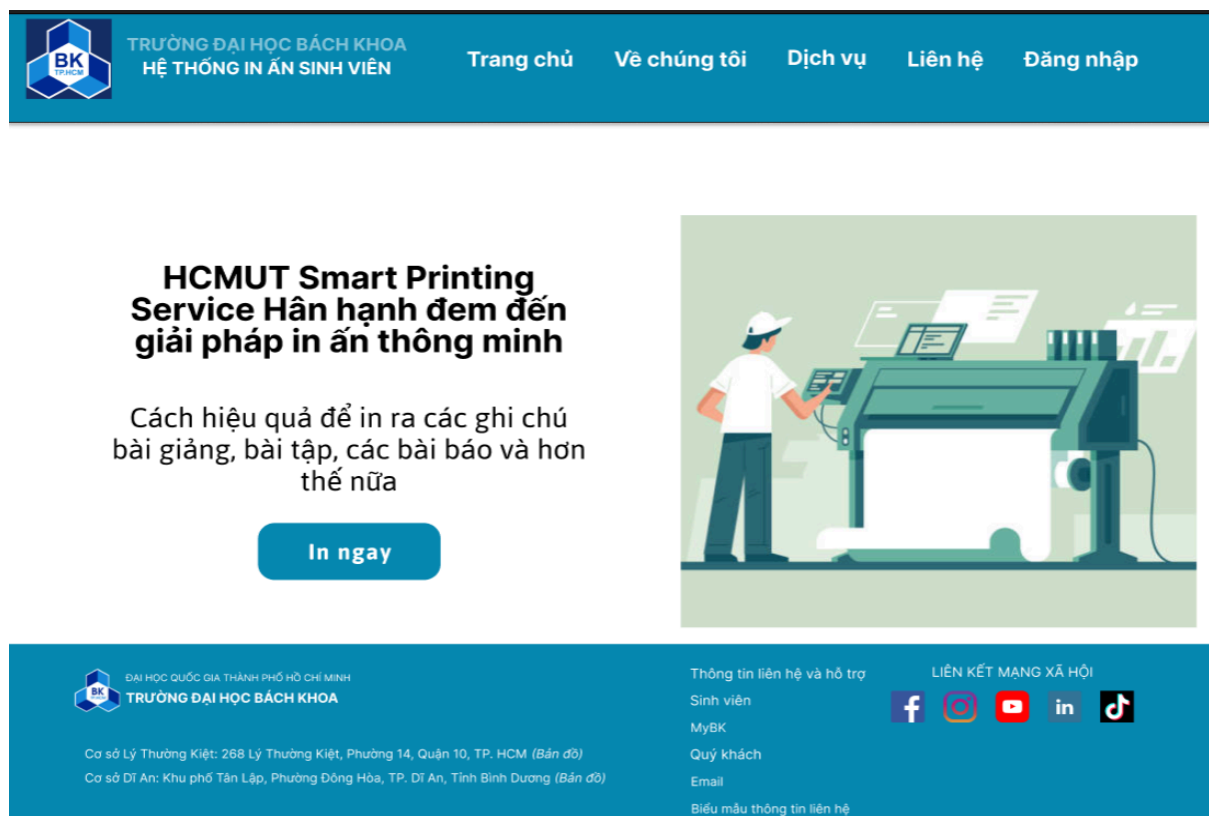 BK
TP.HCM
TRƯỜNG ĐẠI HỌC BÁCH KHOA
HỆ THỐNG IN ẤN SINH VIÊN
Trang chủ
Về chúng tôi
Dịch vụ
Liên hệ
Đăng nhập
HCMUT Smart Printing
Service Hân hạnh đem đến
giải pháp in ấn thông minh
Cách hiệu quả để in ra các ghi chú
bài giảng, bài tập, các bài báo và hơn
thế nữa
In ngay
BK
ĐẠI HỌC QUỐC GIA THÀNH PHỐ HỒ CHÍ MINH
TRƯỜNG ĐẠI HỌC BÁCH KHOA
Cơ sở Lý Thường Kiệt: 268 Lý Thường Kiệt, Phường 14, Quận 10, TP. HCM (Bản đồ)
Cơ sở Dĩ An: Khu phố Tân Lập, Phường Đông Hòa, TP. Dĩ An, Tỉnh Bình Dương (Bản đồ)
Thông tin liên hệ và hỗ trợ
Sinh viên
MyBK
Quý khách
Email
Biểu mẫu thông tin liên hệ
LIÊN KẾT MẠNG XÃ HỘI
f
in